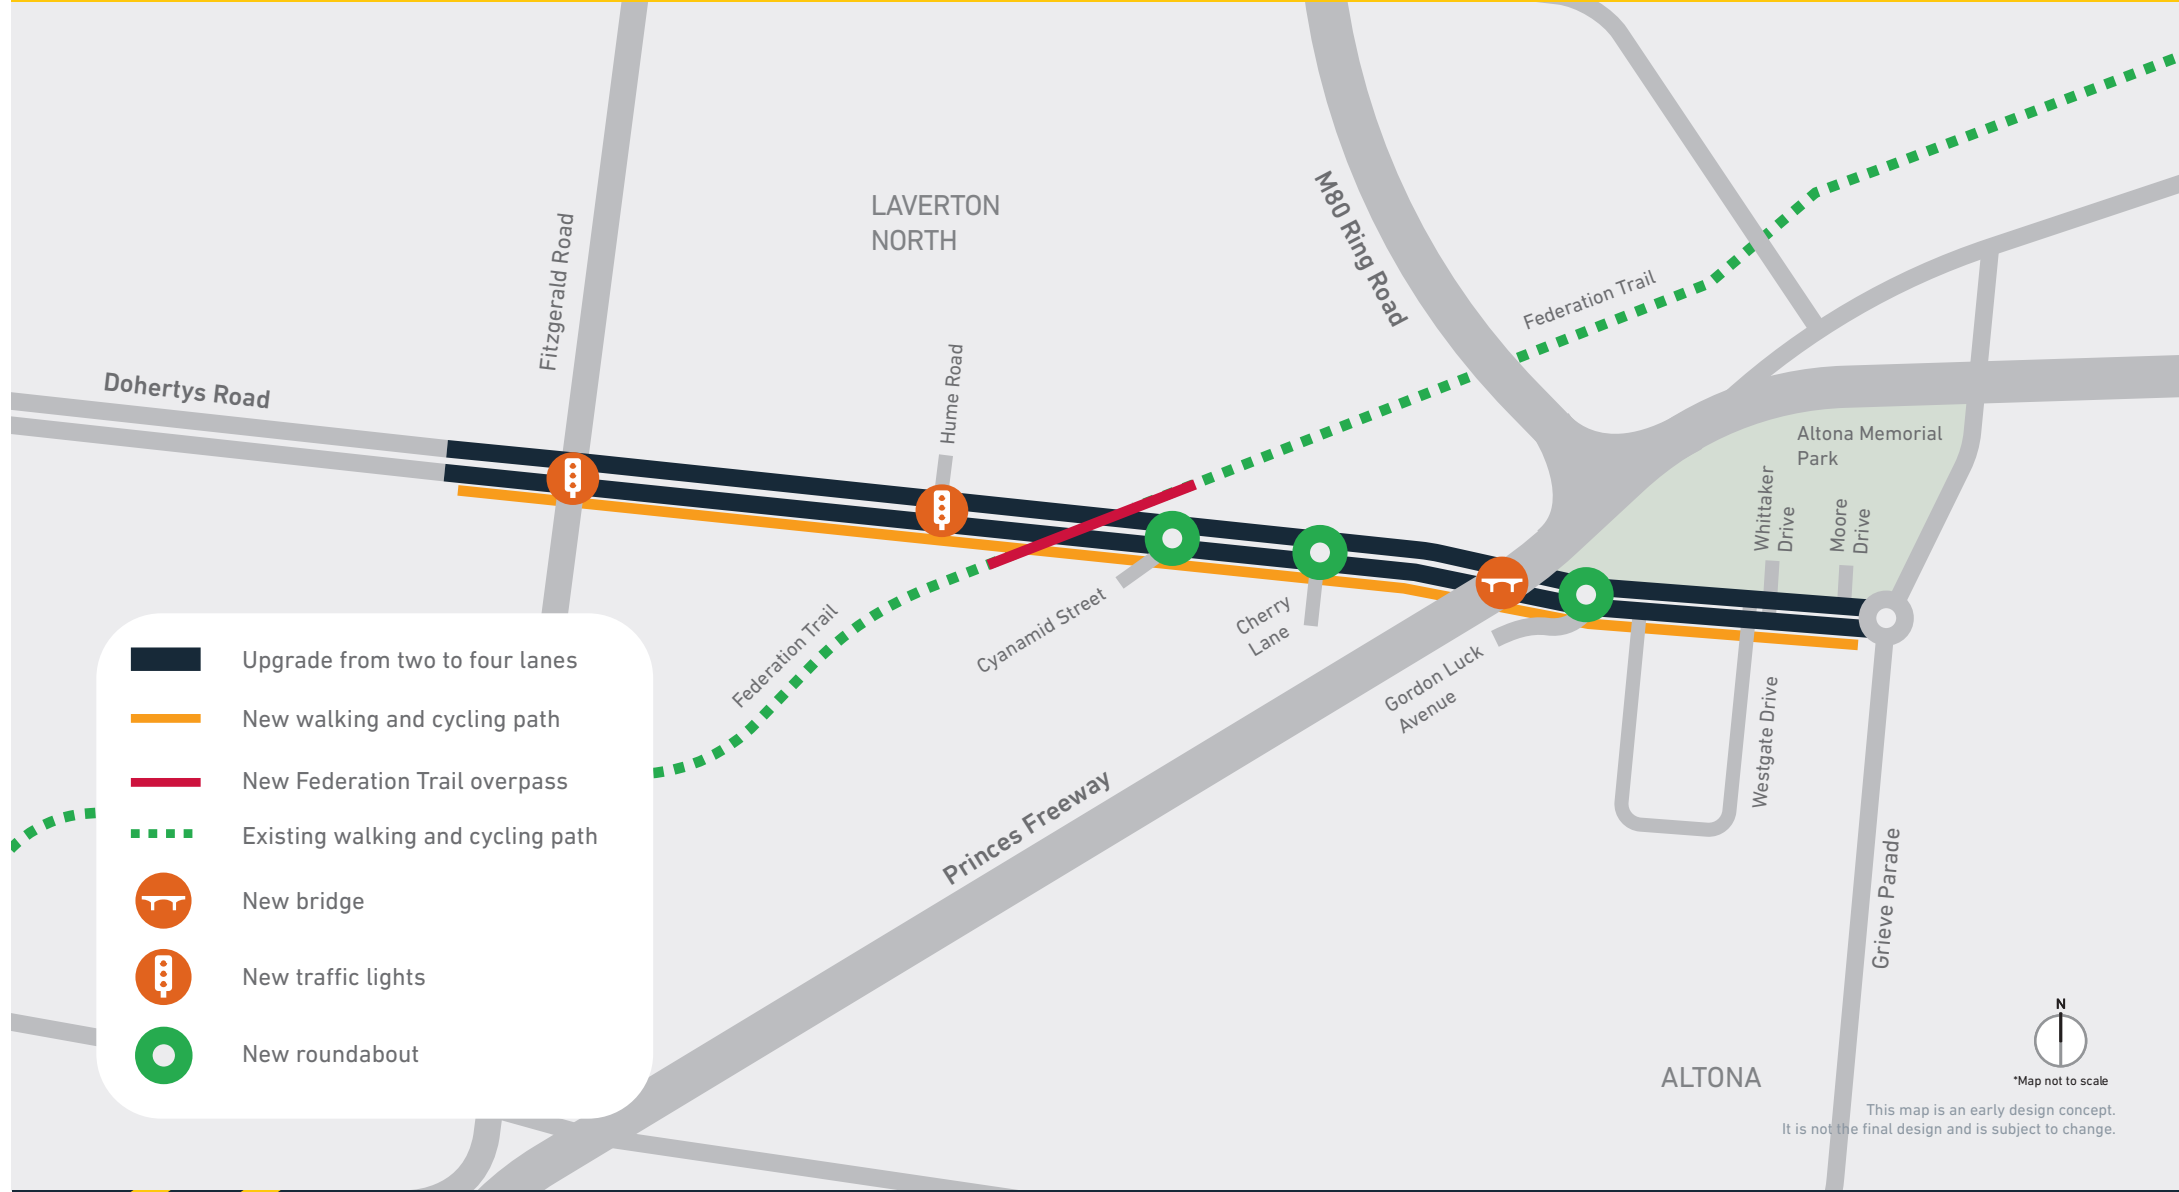 LAVERTON
NORTH
M80 Ring Road
Fitzgerald Road
Federation Trail
Hume Road
Dohertys Road
Altona Memorial
Park
Whittaker
Drive
Moore
Drive
Cyanamid Street
Cherry
Lane
Federation Trail
Gordon Luck
Avenue
Westgate Drive
Princes Freeway
Grieve Parade
Upgrade from two to four lanes
New walking and cycling path
New Federation Trail overpass
Existing walking and cycling path
New bridge
New traffic lights
New roundabout
N
*Map not to scale
ALTONA
This map is an early design concept.
It is not the final design and is subject to change.